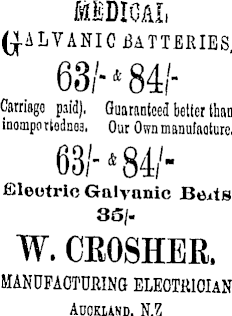 MEDICAL
GALVANIC BATTERIES,
63/- & 84/-
Carriage paid). Guaranteed better than
inomportednes. Our Own manufacture.
63/- & 84/-
Electric Galvanic Belts
35/-
W. CROSHER,
MANUFACTURING ELECTRICIAN
AUCKLAND, N.Z